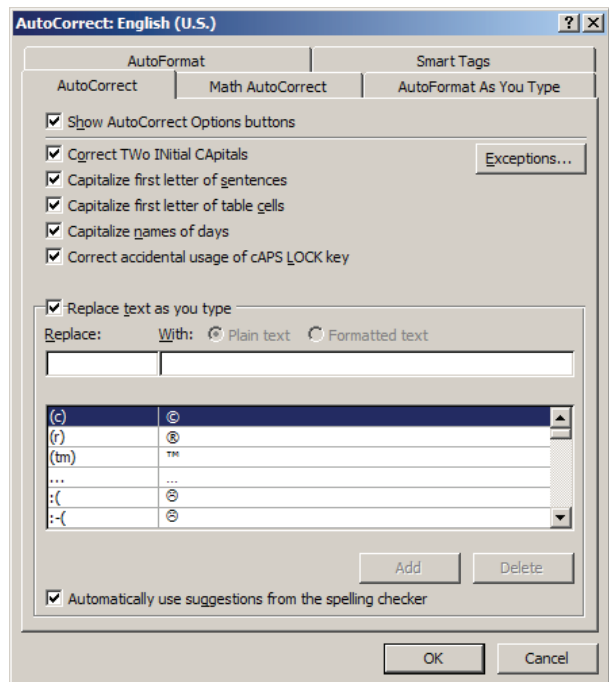 AutoCorrect: English (U.S.)
AutoFormat Smart Tags
AutoCorrect Math AutoCorrect AutoFormat As You Type
Show AutoCorrect Options buttons
Correct TWo INitial CApitals Exceptions...
Capitalize first letter of sentences
Capitalize first letter of table cells
Capitalize names of days
Correct accidental usage of cAPS LOCK key
Replace text as you type
Replace: With: Plain text Formatted text
(c) ©
(r) ®
(tm) ™
... …
:( ☹
:-( ☹
Add Delete
Automatically use suggestions from the spelling checker
OK Cancel